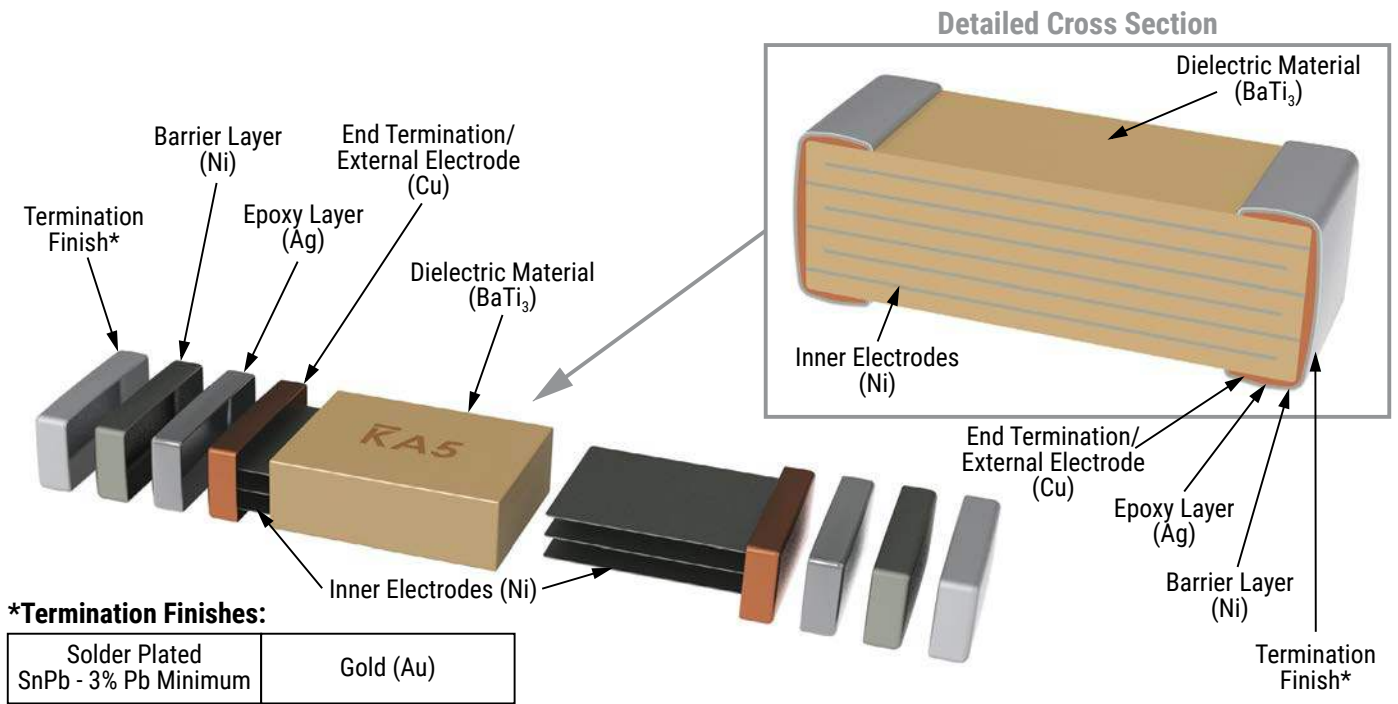 Detailed Cross Section
Dielectric Material
(BaTi₃)
Inner Electrodes
(Ni)
End Termination/
External Electrode
(Cu)
Epoxy Layer
(Ag)
Barrier Layer
(Ni)
Termination
Finish*
Termination
Finish*
Barrier Layer
(Ni)
Epoxy Layer
(Ag)
End Termination/
External Electrode
(Cu)
Dielectric Material
(BaTi₃)
KA5
Inner Electrodes (Ni)
*Termination Finishes:
Solder Plated
SnPb - 3% Pb Minimum
Gold (Au)